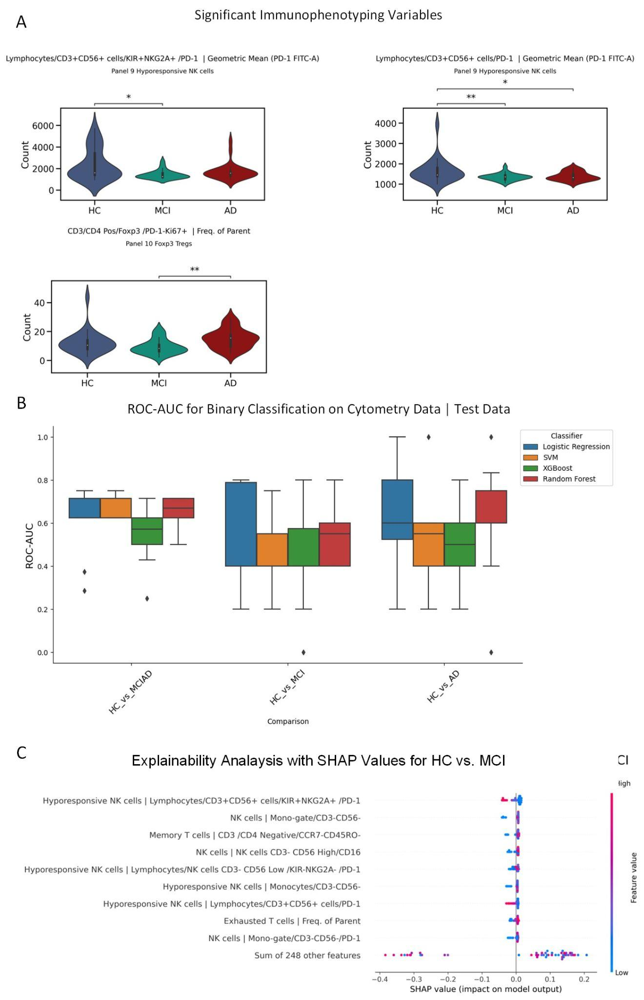 A
Significant Immunophenotyping Variables
Lymphocytes/CD3+CD56+ cells/KIR+NKG2A+ /PD-1 | Geometric Mean (PD-1 FITC-A)
Panel 9 Hyporesponsive NK cells
*
Count
6000
4000
2000
0
HC MCI AD
Lymphocytes/CD3+CD56+ cells/PD-1 | Geometric Mean (PD-1 FITC-A)
Panel 9 Hyporesponsive NK cells
*
**
Count
4000
3000
2000
1000
HC MCI AD
CD3/CD4 Pos/Foxp3 /PD-1-Ki67+ | Freq. of Parent
Panel 10 Foxp3 Tregs
**
Count
40
20
0
HC MCI AD
B
ROC-AUC for Binary Classification on Cytometry Data | Test Data
ROC-AUC
1.0
0.8
0.6
0.4
0.2
0.0
Classifier
Logistic Regression
SVM
XGBoost
Random Forest
HC_vs_MCIAD
HC_vs_MCI
HC_vs_AD
Comparison
C
Explainability Analaysis with SHAP Values for HC vs. MCI
CI
High
Hyporesponsive NK cells | Lymphocytes/CD3+CD56+ cells/KIR+NKG2A+ /PD-1
NK cells | Mono-gate/CD3-CD56-
Memory T cells | CD3 /CD4 Negative/CCR7-CD45RO-
NK cells | NK cells CD3- CD56 High/CD16
Hyporesponsive NK cells | Lymphocytes/NK cells CD3- CD56 Low /KIR-NKG2A- /PD-1
Hyporesponsive NK cells | Monocytes/CD3-CD56-
Hyporesponsive NK cells | Lymphocytes/CD3+CD56+ cells/PD-1
Exhausted T cells | Freq. of Parent
NK cells | Mono-gate/CD3-CD56-/PD-1
Sum of 248 other features
Feature value
Low
−0.4 −0.3 −0.2 −0.1 0.0 0.1 0.2
SHAP value (impact on model output)